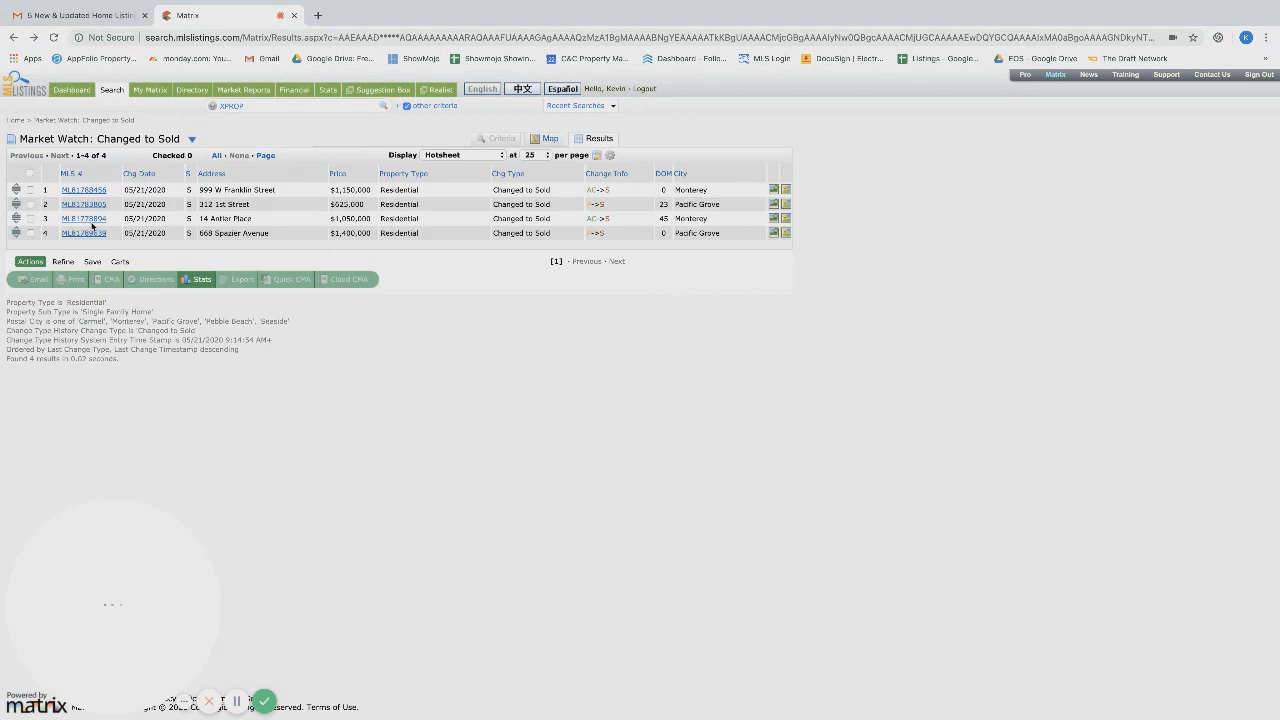 5 New & Updated Home Listing
Matrix
Not Secure search.mlslistings.com/Matrix/Results.aspx?c=
Apps AppFolio Property... monday.com... You... Gmail Google Drive: Free... ShowMojo Showmojo Showin... C&C Property Ma... Dashboard - Follo... MLS Login DocuSign | Electr... Listings - Google... EOS - Google Drive The Draft Network
MLS LISTINGS
Pro Matrix News Training Support Contact Us Sign Out
Dashboard Search My Matrix Directory Market Reports Financial Stats Suggestion Box Realist English 中文 Español Hello, Kevin · Logout
XPROP + other criteria Recent Searches
Home > Market Watch: Changed to Sold
Market Watch: Changed to Sold Criteria Map Results
Previous · Next · 1-4 of 4 Checked 0 All · None · Page Display Hotsheet at 25 per page
MLS # Chg Date S Address Price Property Type Chg Type Change Info DOM City
1 ML81788456 05/21/2020 S 999 W Franklin Street $1,150,000 Residential Changed to Sold AC->S 0 Monterey
2 ML81783805 05/21/2020 S 312 1st Street $625,000 Residential Changed to Sold P->S 23 Pacific Grove
3 ML81778894 05/21/2020 S 14 Antler Place $1,050,000 Residential Changed to Sold AC->S 45 Monterey
4 ML81789639 05/21/2020 S 668 Spazier Avenue $1,400,000 Residential Changed to Sold P->S 0 Pacific Grove
Actions Refine Save Carts [1] · Previous · Next
Email Print CMA Directions Stats Export Quick CMA Cloud CMA
Property Type is 'Residential'
Property Sub Type is 'Single Family Home'
Postal City is one of 'Carmel', 'Monterey', 'Pacific Grove', 'Pebble Beach', 'Seaside'
Change Type History Change Type is 'Changed to Sold'
Change Type History System Entry Time Stamp is 05/21/2020 9:14:54 AM+
Ordered by Last Change Type, Last Change Timestamp descending
Found 4 results in 0.02 seconds.
Powered by
matrix
Reserved. Terms of Use.